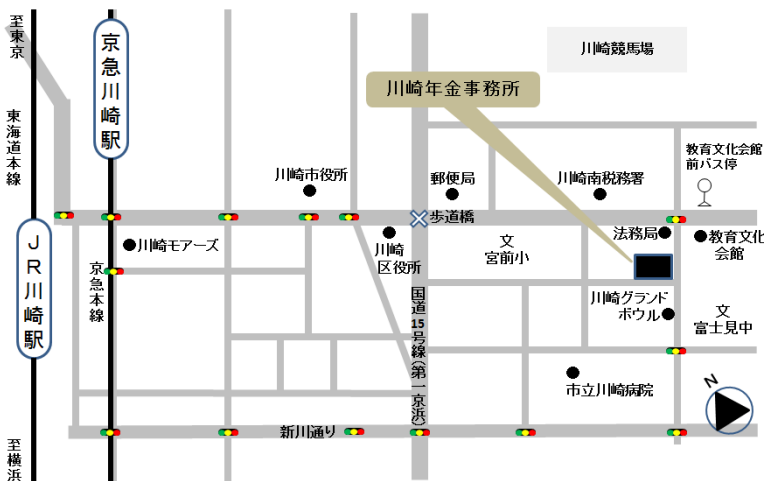 至東京
京急川崎駅
川崎競馬場
川崎年金事務所
東海道本線
教育文化会館
前バス停
川崎市役所
郵便局
川崎南税務署
歩道橋
川崎モアーズ
川崎
区役所
文
宮前小
法務局
教育文化
会館
JR川崎駅
京急本線
国道15号線(第一京浜)
川崎グランド
ボウル
文
富士見中
市立川崎病院
N
新川通り
至横浜